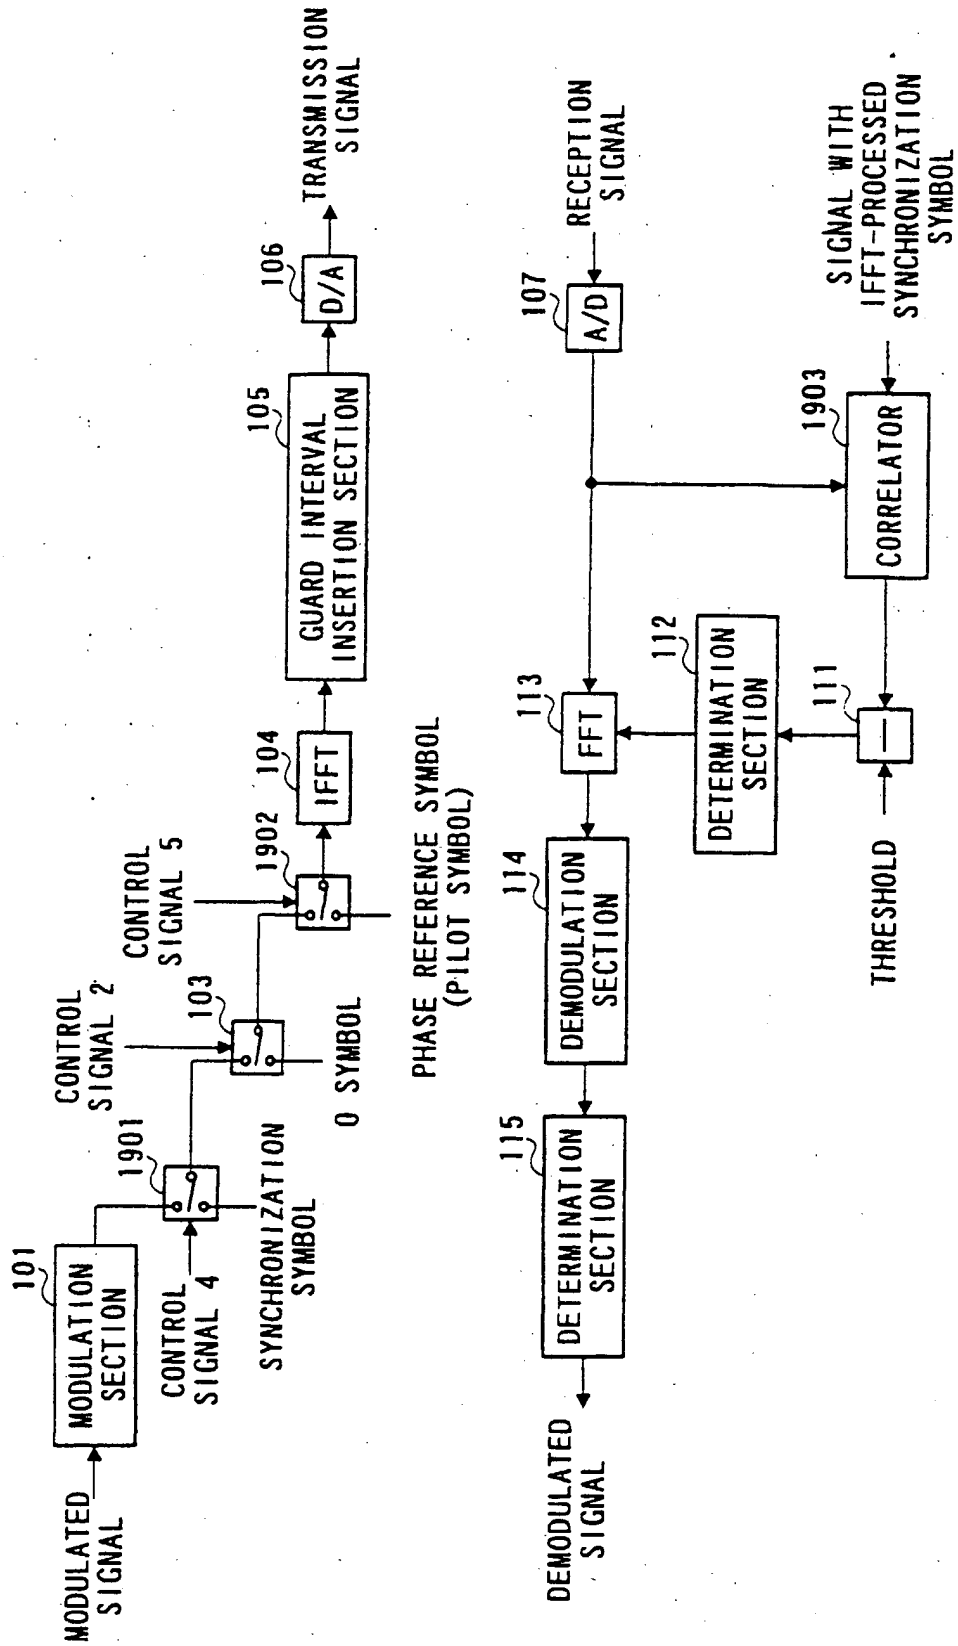 MODULATED
SIGNAL
101
MODULATION
SECTION
CONTROL
SIGNAL 4
1901
SYNCHRONIZATION
SYMBOL
CONTROL
SIGNAL 2
103
0 SYMBOL
CONTROL
SIGNAL 5
1902
PHASE REFERENCE SYMBOL
(PILOT SYMBOL)
104
IFFT
105
GUARD INTERVAL
INSERTION SECTION
106
D/A
TRANSMISSION
SIGNAL
DEMODULATED
SIGNAL
115
DETERMINATION
SECTION
114
DEMODULATION
SECTION
113
FFT
107
A/D
RECEPTION
SIGNAL
112
DETERMINATION
SECTION
THRESHOLD
111
—
1903
CORRELATOR
SIGNAL WITH
IFFT-PROCESSED
SYNCHRONIZATION
SYMBOL